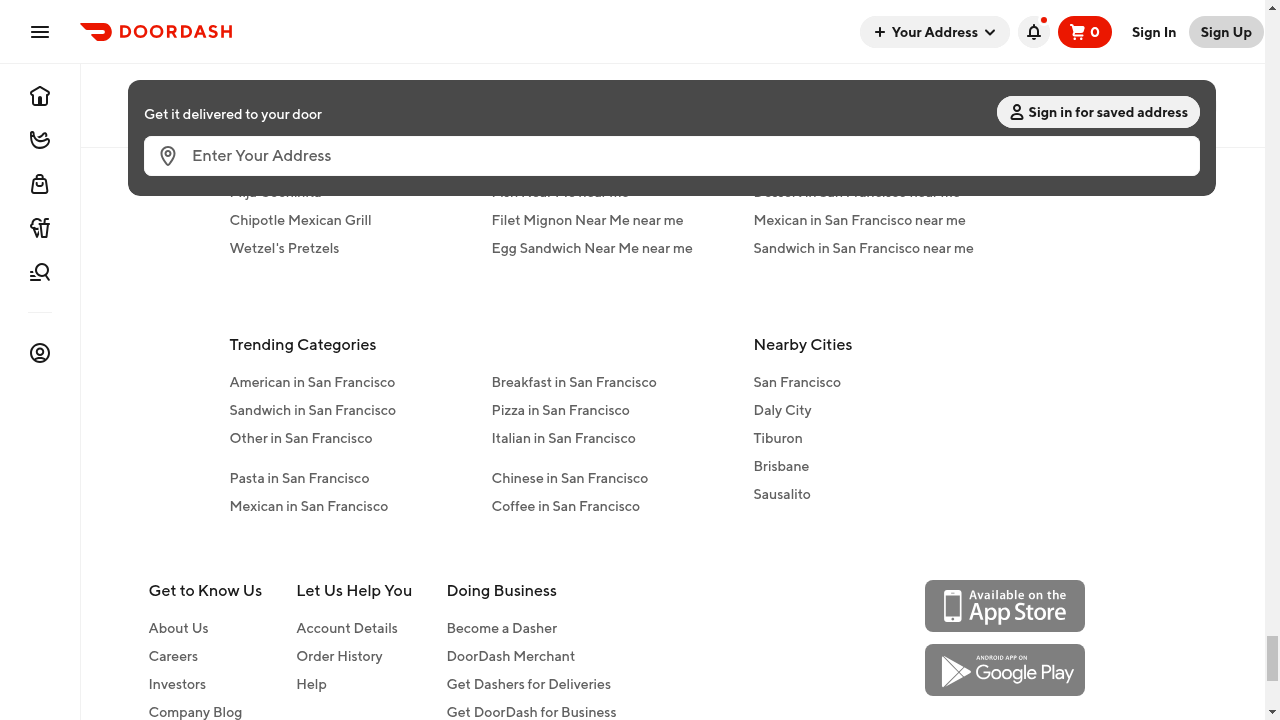 DOORDASH
Your Address
0
Sign In
Sign Up
Get it delivered to your door
Sign in for saved address
Enter Your Address
Chipotle Mexican Grill
Filet Mignon Near Me near me
Mexican in San Francisco near me
Wetzel's Pretzels
Egg Sandwich Near Me near me
Sandwich in San Francisco near me
Trending Categories
Nearby Cities
American in San Francisco
Breakfast in San Francisco
San Francisco
Sandwich in San Francisco
Pizza in San Francisco
Daly City
Other in San Francisco
Italian in San Francisco
Tiburon
Brisbane
Pasta in San Francisco
Chinese in San Francisco
Sausalito
Mexican in San Francisco
Coffee in San Francisco
Get to Know Us
Let Us Help You
Doing Business
Available on the
App Store
About Us
Account Details
Become a Dasher
Careers
Order History
DoorDash Merchant
ANDROID APP ON
Google Play
Investors
Help
Get Dashers for Deliveries
Company Blog
Get DoorDash for Business